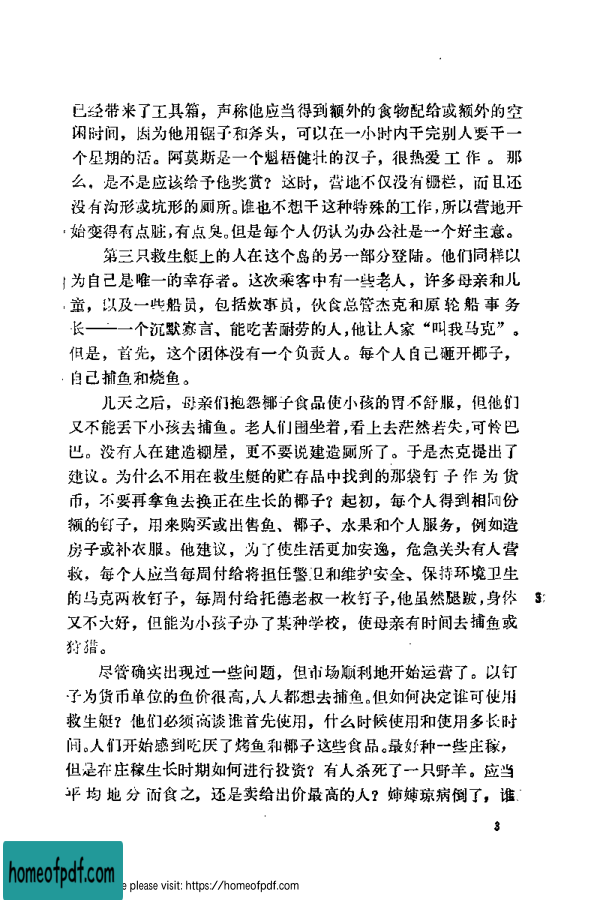 已经带来了工具箱，声称他应当得到额外的食物配给或额外的空
闲时间，因为他用锯子和斧头，可以在一小时内干完别人要干一
个星期的活。阿莫斯是一个魁梧健壮的汉子，很热爱工作。那
么，是不是应该给予他奖赏？这时，营地不仅没有栅栏，而且还
没有沟形或坑形的厕所。谁也不想干这种特殊的工作，所以营地开
始变得有点脏，有点臭。但是每个人仍认为办公社是一个好主意。
第三只救生艇上的人在这个岛的另一部分登陆。他们同样以
为自己是唯一的幸存者。这次乘客中有一些老人，许多母亲和儿
童，以及一些船员，包括炊事员，伙食总管杰克和原轮船事务
长——一个沉默寡言、能吃苦耐劳的人，他让人家“叫我马克”。
但是，首先，这个团体没有一个负责人。每个人自己砸开椰子，
自己捕鱼和烧鱼。
几天之后，母亲们抱怨椰子食品使小孩的胃不舒服，但他们
又不能丢下小孩去捕鱼。老人们围坐着，看上去茫然若失，可怜巴
巴。没有人在建造棚屋，更不要说建造厕所了。于是杰克提出了
建议。为什么不用在救生艇的贮存品中找到的那袋钉子作为货
币，不要再拿鱼去换正在生长的椰子？起初，每个人得到相同份
额的钉子，用来购买或出售鱼、椰子、水果和个人服务，例如造
房子或补衣服。他建议，为了使生活更加安逸，危急关头有人营
救，每个人应当每周付给将担任警卫和维护安全、保持环境卫生
的马克两枚钉子，每周付给托德老叔一枚钉子，他虽然腿跛，身体
又不大好，但能为小孩子办了某种学校，使母亲有时间去捕鱼或
狩猎。
尽管确实出现过一些问题，但市场顺利地开始运营了。以钉
子为货币单位的鱼价很高，人人都想去捕鱼。但如何决定谁可使用
救生艇？他们必须商谈谁首先使用，什么时候使用和使用多长时
间。人们开始感到吃厌了烤鱼和椰子这些食品。最好种一些庄稼，
但是在庄稼生长时期如何进行投资？有人杀死了一只野羊。应当
平均地分而食之，还是卖给出价最高的人？姊姊琼病倒了，谁
3
homeofpdf.com
please visit: https://homeofpdf.com